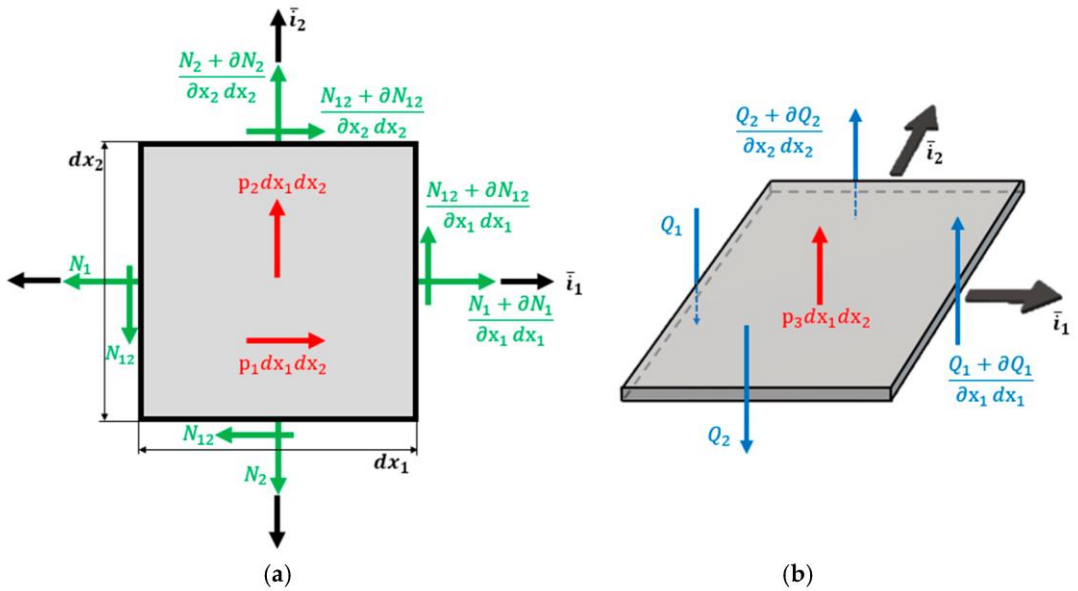 ī₂
N₂ + ∂N₂
∂x₂ dx₂
N₁₂ + ∂N₁₂
∂x₂ dx₂
dx₂
p₂dx₁dx₂
N₁₂ + ∂N₁₂
∂x₁ dx₁
N₁
ī₁
N₁ + ∂N₁
∂x₁ dx₁
N₁₂
p₁dx₁dx₂
N₁₂
dx₁
N₂
(a)
Q₂ + ∂Q₂
∂x₂ dx₂
ī₂
Q₁
p₃dx₁dx₂
ī₁
Q₁ + ∂Q₁
∂x₁ dx₁
Q₂
(b)